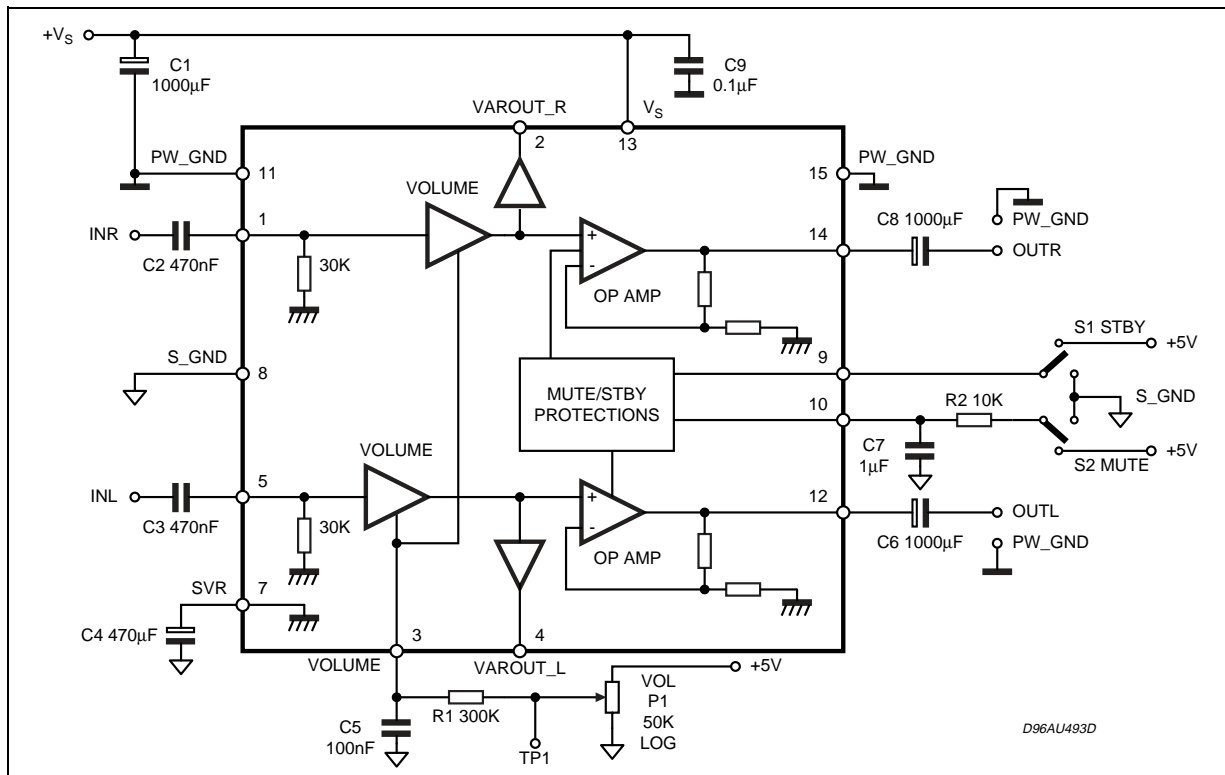 +VS
C1
1000µF
C9
0.1µF
VAROUT_R
VS
2
13
PW_GND
11
15
PW_GND
VOLUME
INR
1
C2 470nF
30K
+
-
OP AMP
14
C8 1000µF
PW_GND
OUTR
S_GND
8
MUTE/STBY
PROTECTIONS
9
S1 STBY
+5V
10
R2 10K
S_GND
C7
1µF
+5V
S2 MUTE
VOLUME
INL
5
C3 470nF
30K
+
-
OP AMP
12
OUTL
C6 1000µF
PW_GND
SVR
7
C4 470µF
3
4
VOLUME
VAROUT_L
+5V
VOL
P1
50K
LOG
R1 300K
C5
100nF
TP1
D96AU493D